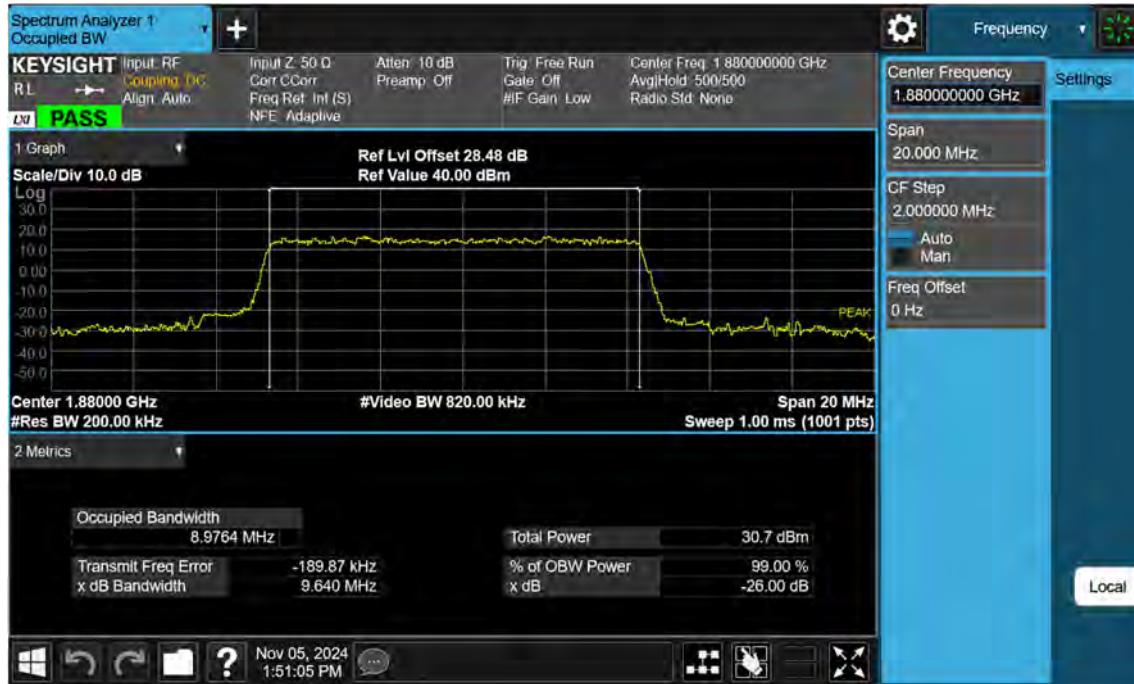 Spectrum Analyzer 1
Occupied BW
+
Frequency
KEYSIGHT
RL
LXI PASS
Input: RF
Coupling: DC
Align: Auto
Input Z: 50 Ω
Corr CCorr
Freq Ref: Int (S)
NFE: Adaptive
Atten: 10 dB
Preamp: Off
Trig: Free Run
Gate: Off
#IF Gain: Low
Center Freq: 1.880000000 GHz
Avg|Hold: 500/500
Radio Std: None
Center Frequency
1.880000000 GHz
Settings
Span
20.000 MHz
CF Step
2.000000 MHz
Auto
Man
Freq Offset
0 Hz
1 Graph
Scale/Div 10.0 dB
Ref Lvl Offset 28.48 dB
Ref Value 40.00 dBm
Log
30.0
20.0
10.0
0.00
-10.0
-20.0
-30.0
-40.0
-50.0
PEAK
Center 1.88000 GHz
#Video BW 820.00 kHz
Span 20 MHz
#Res BW 200.00 kHz
Sweep 1.00 ms (1001 pts)
2 Metrics
Occupied Bandwidth
8.9764 MHz
Total Power 30.7 dBm
Transmit Freq Error -189.87 kHz
% of OBW Power 99.00 %
x dB Bandwidth 9.640 MHz
x dB -26.00 dB
Local
?
Nov 05, 2024
1:51:05 PM